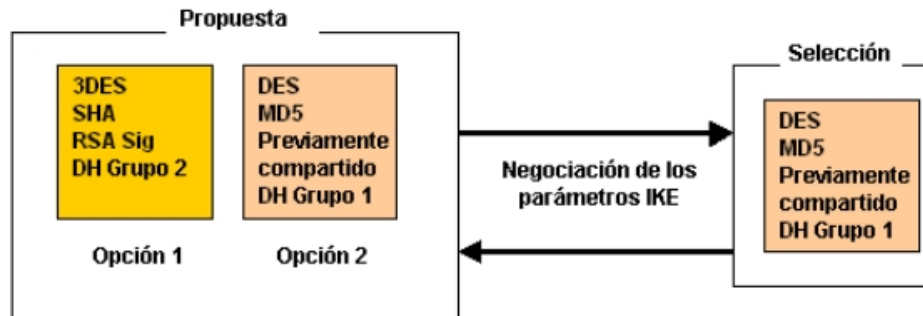 Propuesta
3DES
SHA
RSA Sig
DH Grupo 2
Opción 1
DES
MD5
Previamente
compartido
DH Grupo 1
Opción 2
Negociación de los
parámetros IKE
Selección
DES
MD5
Previamente
compartido
DH Grupo 1